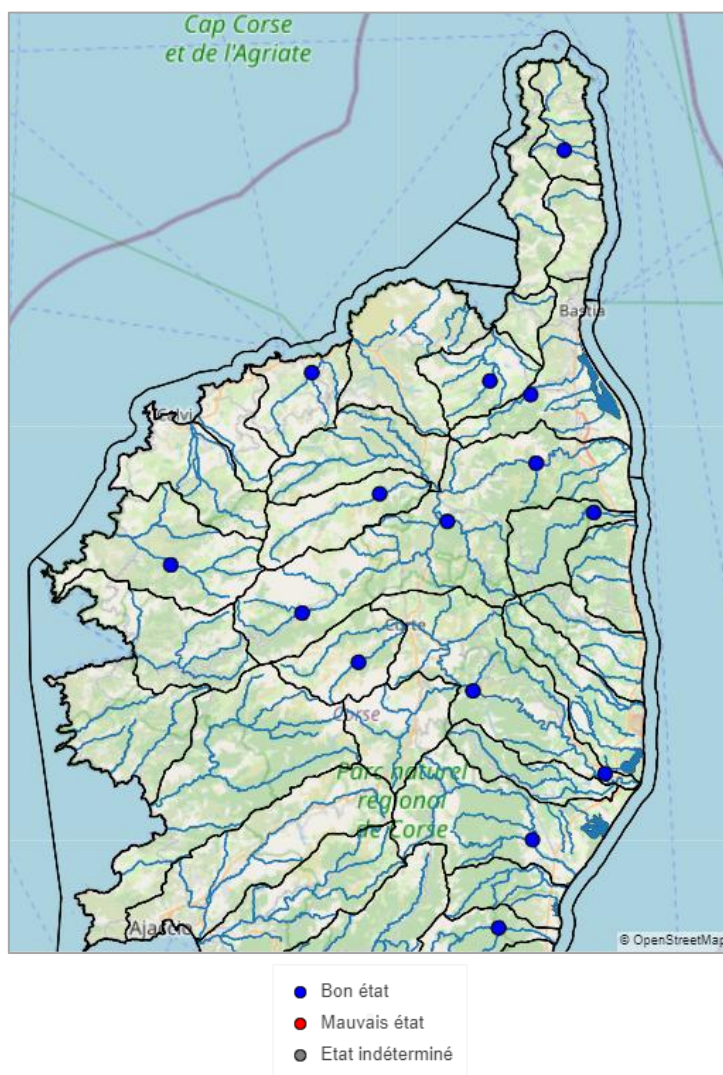 Cap Corse
et de l'Agriate
Bastia
Calvi
Corte
Corse
Parc naturel
régional
de Corse
Ajaccio
© OpenStreetMap
Bon état
Mauvais état
Etat indéterminé